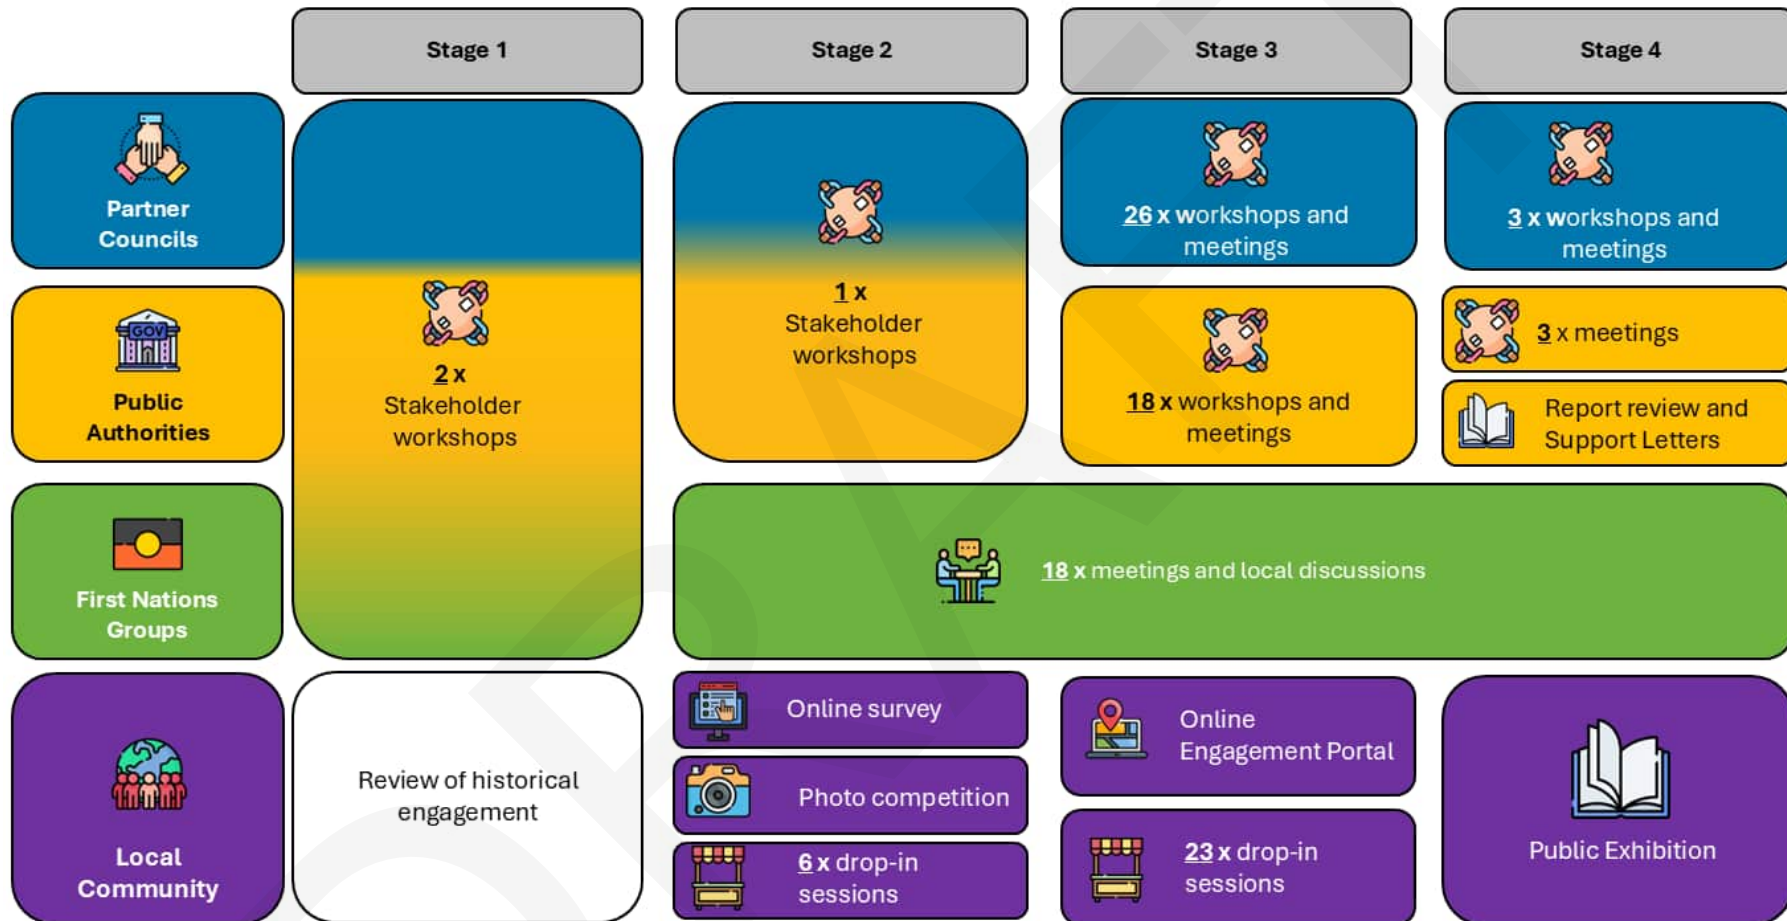 Stage 1
Stage 2
Stage 3
Stage 4
Partner
Councils
26 x workshops and
meetings
3 x workshops and
meetings
1 x
Stakeholder
workshops
GOV
Public
Authorities
2 x
Stakeholder
workshops
18 x workshops and
meetings
3 x meetings
Report review and
Support Letters
First Nations
Groups
18 x meetings and local discussions
Local
Community
Review of historical
engagement
Online survey
Photo competition
6 x drop-in
sessions
Online
Engagement Portal
23 x drop-in
sessions
Public Exhibition
DRAFT